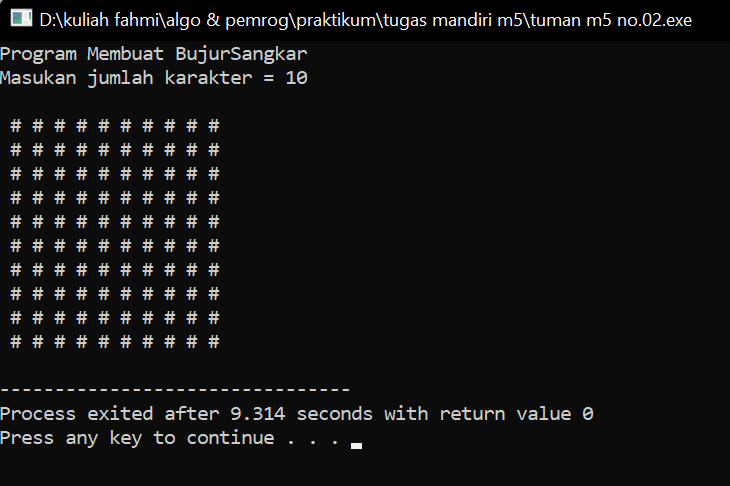 D:\kuliah fahmi\algo & pemrog\praktikum\tugas mandiri m5\tuman m5 no.02.exe
Program Membuat BujurSangkar
Masukan jumlah karakter = 10
# # # # # # # # # #
# # # # # # # # # #
# # # # # # # # # #
# # # # # # # # # #
# # # # # # # # # #
# # # # # # # # # #
# # # # # # # # # #
# # # # # # # # # #
# # # # # # # # # #
# # # # # # # # # #
--------------------------------
Process exited after 9.314 seconds with return value 0
Press any key to continue . . .